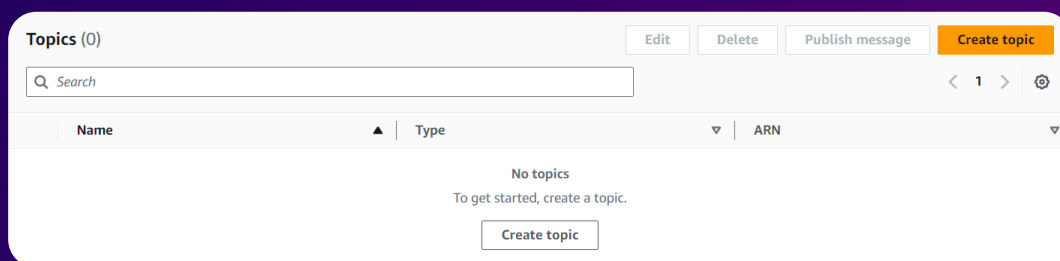 Topics (0)
Edit
Delete
Publish message
Create topic
Search
1
Name
Type
ARN
No topics
To get started, create a topic.
Create topic